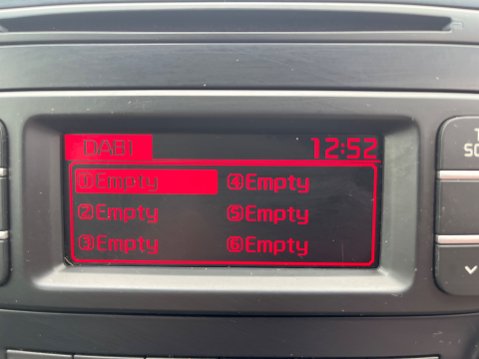 DAB1 12:52
①Empty ④Empty
②Empty ⑤Empty
③Empty ⑥Empty